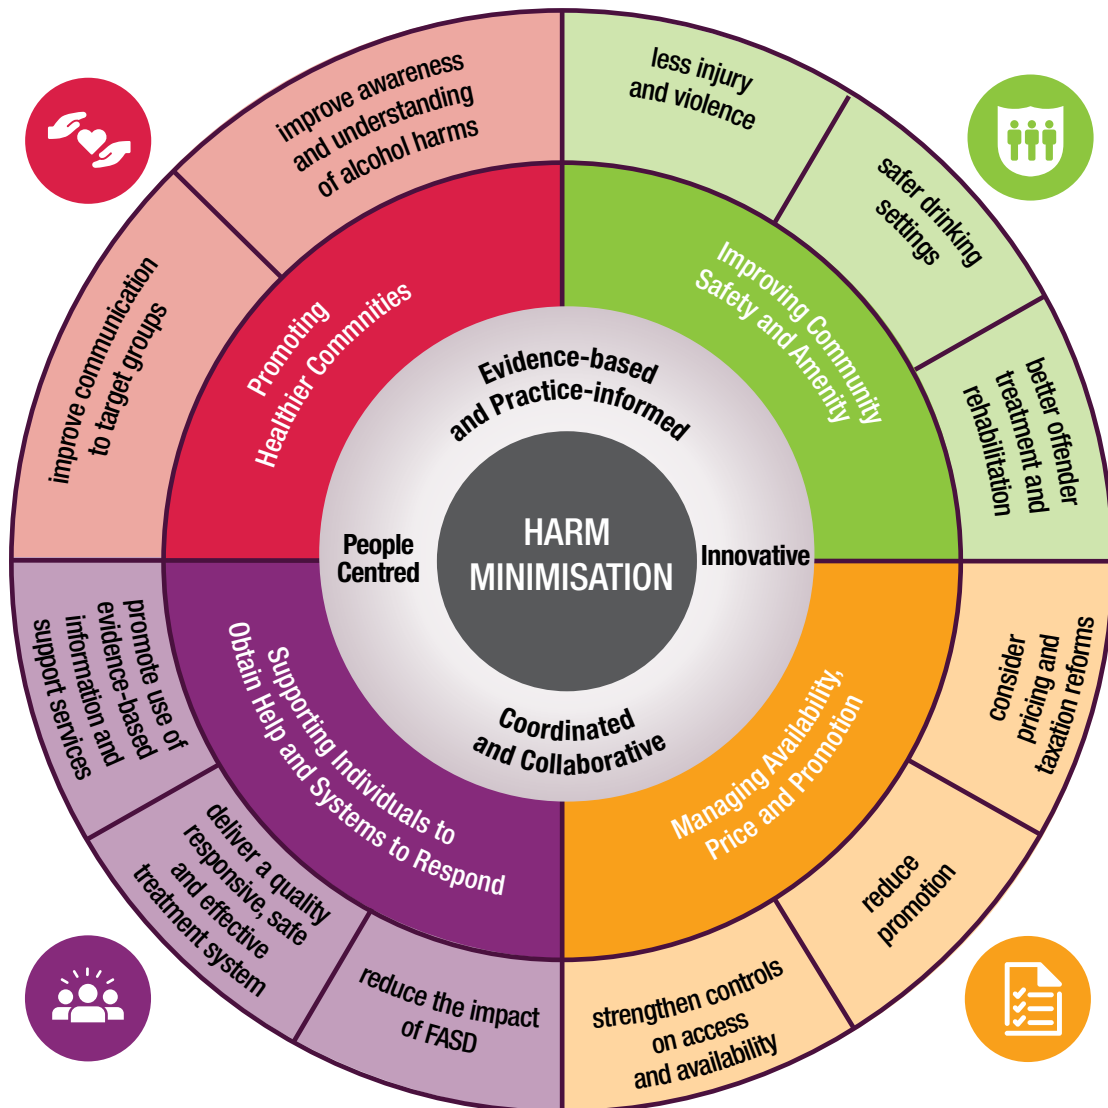 improve awareness
and understanding
of alcohol harms
less injury
and violence
safer drinking
settings
better offender
treatment and
rehabilitation
improve communication
to target groups
Promoting
Healthier Commnities
Improving Community
Safety and Amenity
Evidence-based
and Practice-informed
People
Centred
HARM
MINIMISATION
Innovative
Coordinated
and Collaborative
Supporting Individuals to
Obtain Help and Systems to Respond
Managing Availability,
Price and Promotion
promote use of
evidence-based
information and
support services
deliver a quality
responsive, safe
and effective
treatment system
reduce the impact
of FASD
strengthen controls
on access
and availability
reduce
promotion
consider
pricing and
taxation reforms